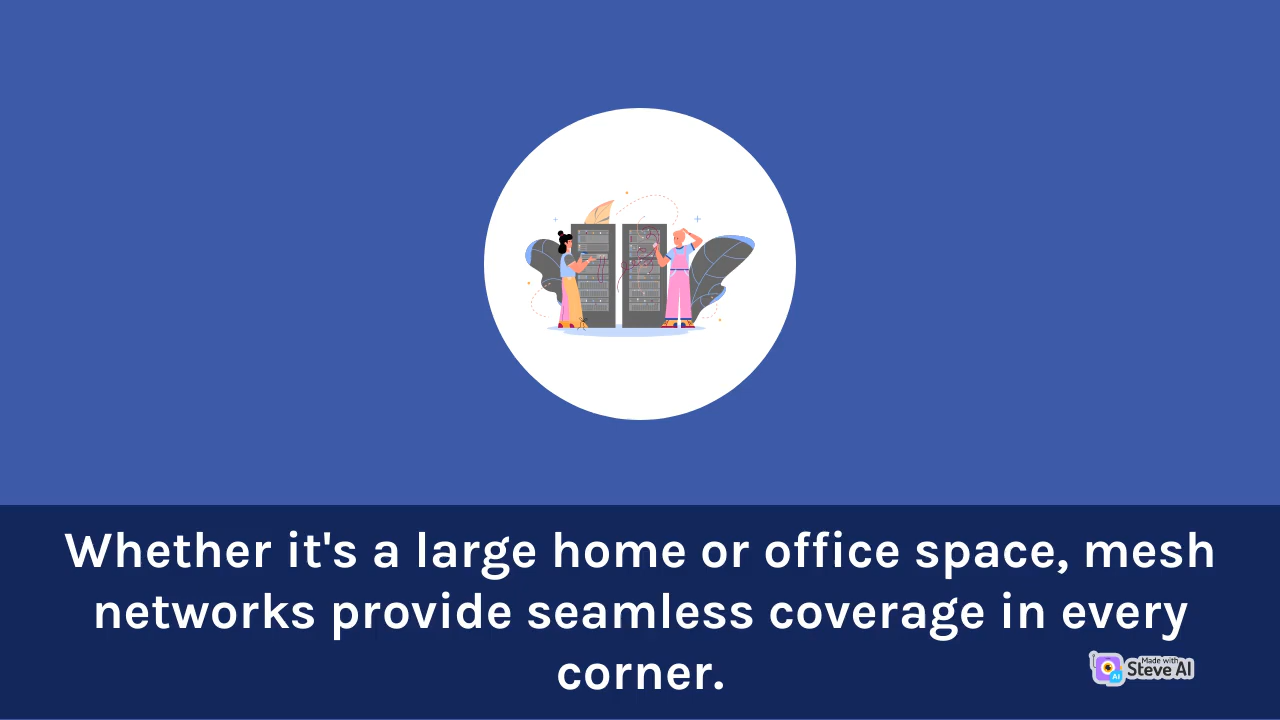 Whether it's a large home or office space, mesh
networks provide seamless coverage in every
corner.
Made with
Steve AI
AI